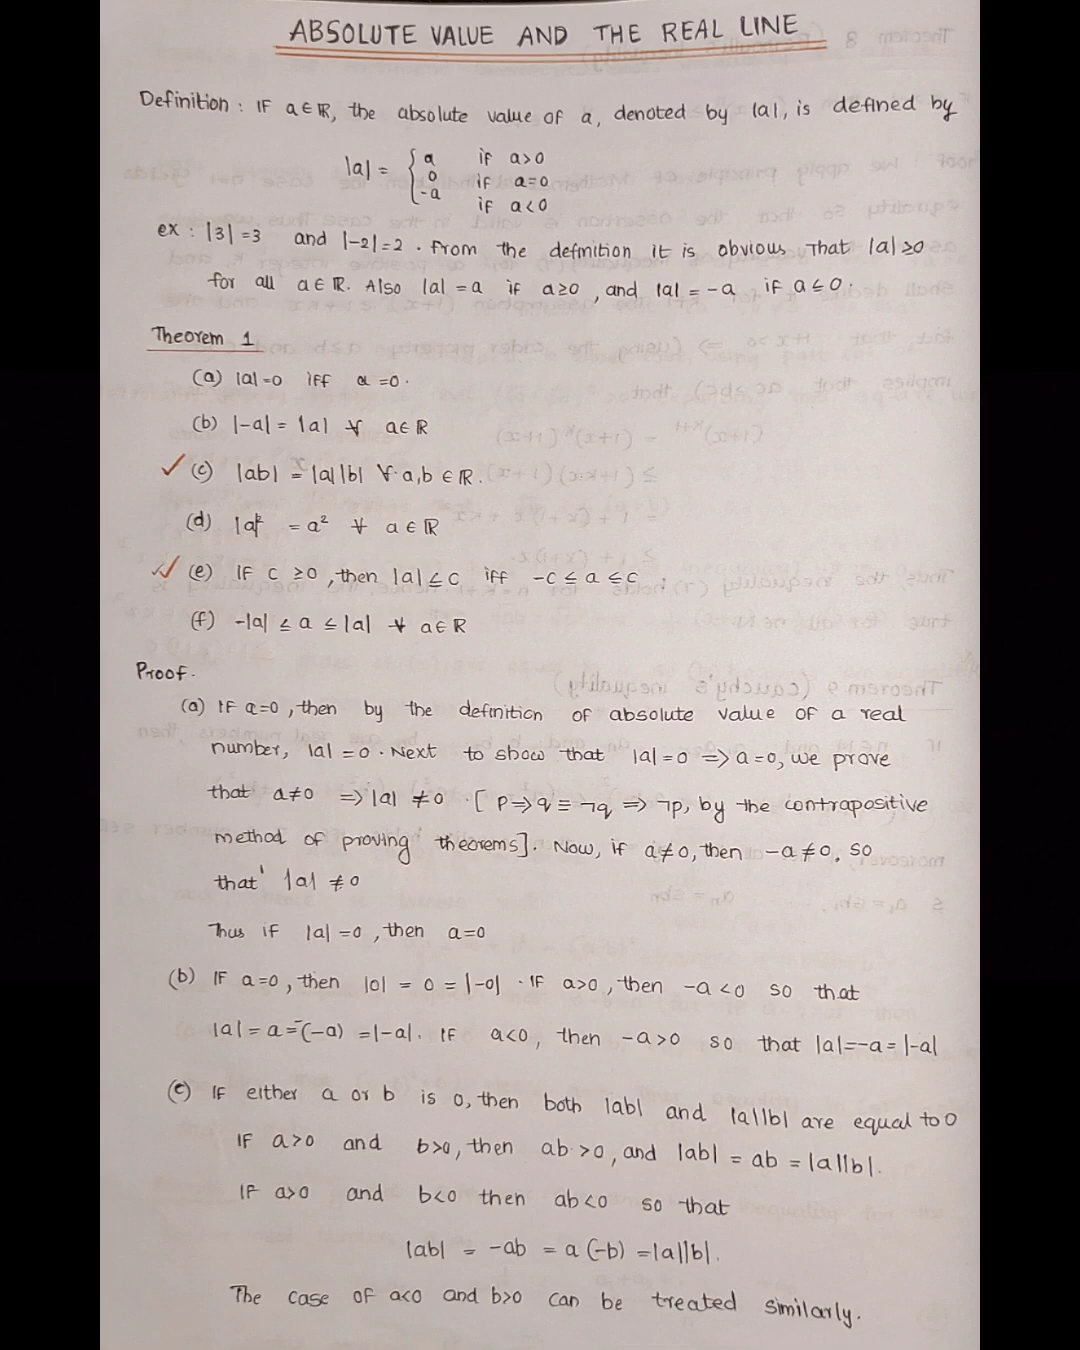 ABSOLUTE VALUE AND THE REAL LINE
Definition : IF a ∈ ℝ, the absolute value of a, denoted by |a|, is defined by
|a| = { a if a>0
0 if a=0
-a if a<0
ex : |3| =3 and |-2|=2 . From the definition it is obvious that |a| ≥0
for all a ∈ ℝ. Also |a| = a if a≥0 , and |a| = -a if a ≤ 0.
Theorem 1
(a) |a|=0 iff a =0.
(b) |-a| = |a| ∀ a∈ ℝ
✓ (c) |ab| = |a||b| ∀ a,b ∈ ℝ.
(d) |a|² = a² ∀ a ∈ ℝ
✓ (e) IF c ≥0 , then |a| ≤ c iff -c ≤ a ≤ c ;
(f) -|a| ≤ a ≤ |a| ∀ a∈ ℝ
Proof.
(a) IF a=0 , then by the definition of absolute value of a real
number, |a| = 0 . Next to show that |a| =0 => a=0, we prove
that a≠0 => |a| ≠0 . [ P=>q ≡ ¬q => ¬p, by the contrapositive
method of proving theorems]. Now, if a≠0, then -a ≠0, so
that |a| ≠0
Thus if |a| =0 , then a=0
(b) IF a=0 , then |0| = 0 = |-0| . IF a>0 , then -a <0 so that
|a| = a =-(-a) =|-a|. IF a<0, then -a>0 so that |a|=-a = |-a|
(c) IF either a or b is 0, then both |ab| and |a||b| are equal to 0
IF a>0 and b>0, then ab>0, and |ab| = ab = |a||b|.
IF a>0 and b<0 then ab<0 so that
|ab| = -ab = a (-b) =|a||b|.
The case of a<0 and b>0 can be treated similarly.